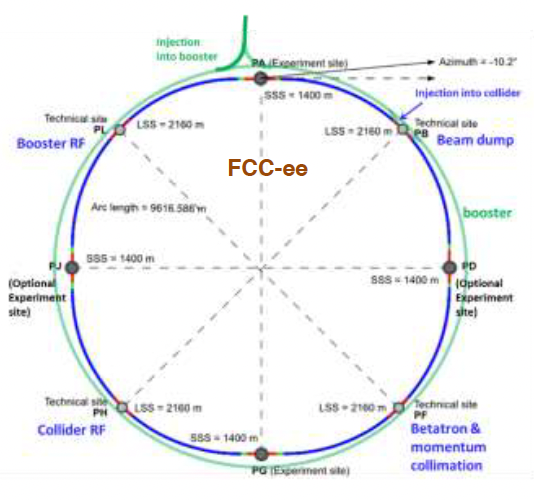 Injection
into booster
PA (Experiment site)
Azimuth = -10.2°
SSS = 1400 m
Injection into collider
Technical site
PL
LSS = 2160 m
Booster RF
LSS = 2160 m
Technical site
PB
Beam dump
FCC-ee
Arc length = 9616.586 m
booster
PJ
SSS = 1400 m
(Optional
Experiment
site)
PD
SSS = 1400 m
(Optional
Experiment
site)
Technical site
PH
LSS = 2160 m
Collider RF
LSS = 2160 m
Technical site
PF
Betatron &
momentum
collimation
SSS = 1400 m
PG (Experiment site)